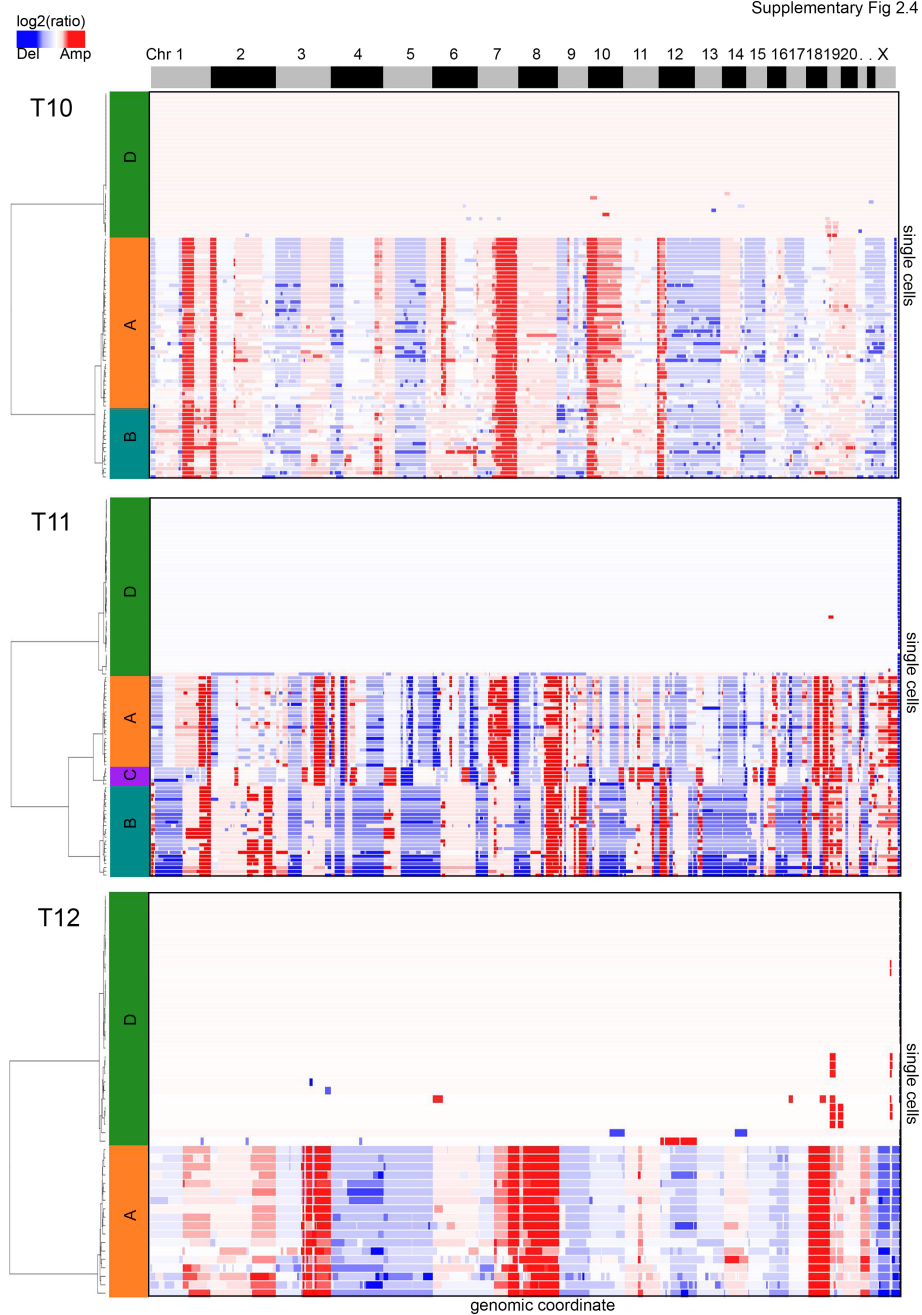 Supplementary Fig 2.4
log2(ratio)
Del Amp
Chr 1 2 3 4 5 6 7 8 9 10 11 12 13 14 15 16 17 18 19 20 . . X
T10
D
A
B
single cells
T11
D
A
C
B
single cells
T12
D
A
single cells
genomic coordinate